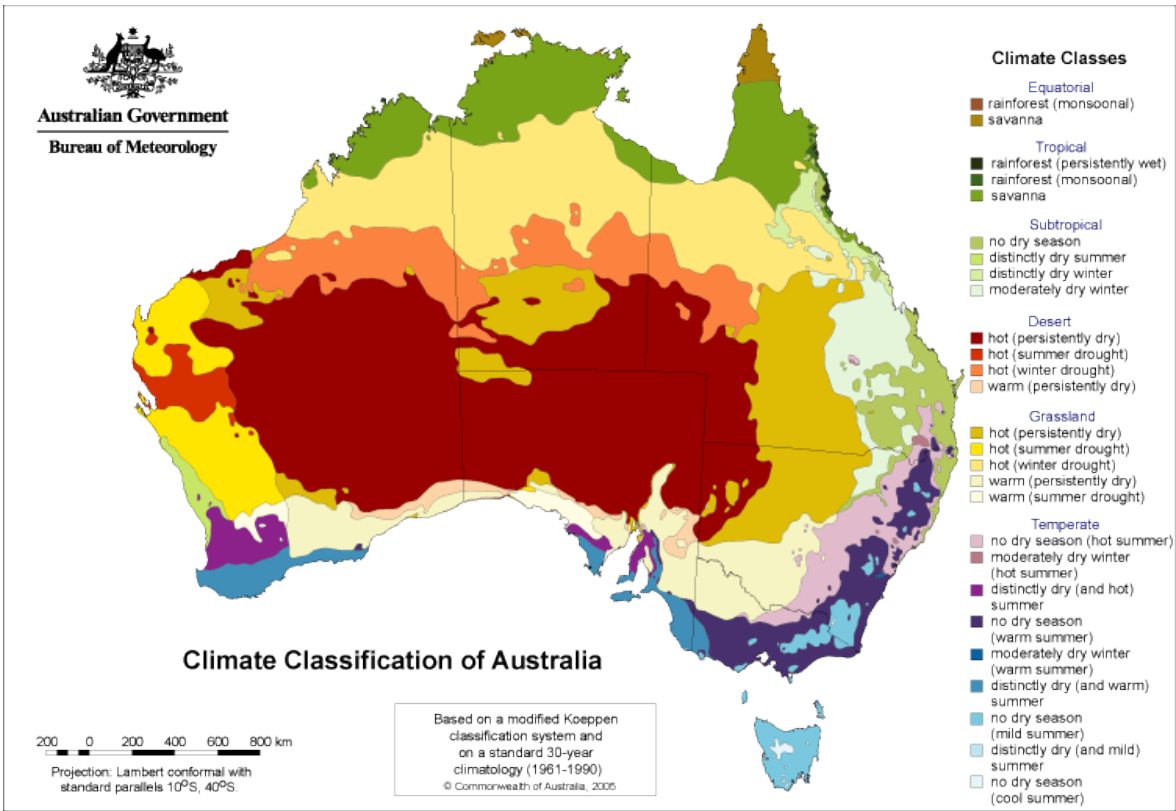 Australian Government
Bureau of Meteorology
Climate Classes
Equatorial
rainforest (monsoonal)
savanna
Tropical
rainforest (persistently wet)
rainforest (monsoonal)
savanna
Subtropical
no dry season
distinctly dry summer
distinctly dry winter
moderately dry winter
Desert
hot (persistently dry)
hot (summer drought)
hot (winter drought)
warm (persistently dry)
Grassland
hot (persistently dry)
hot (summer drought)
hot (winter drought)
warm (persistently dry)
warm (summer drought)
Temperate
no dry season (hot summer)
moderately dry winter
(hot summer)
distinctly dry (and hot)
summer
no dry season
(warm summer)
moderately dry winter
(warm summer)
distinctly dry (and warm)
summer
no dry season
(mild summer)
distinctly dry (and mild)
summer
no dry season
(cool summer)
Climate Classification of Australia
Based on a modified Koeppen
classification system and
on a standard 30-year
climatology (1961-1990)
© Commonwealth of Australia, 2005
200 0 200 400 600 800 km
Projection: Lambert conformal with
standard parallels 10°S, 40°S.